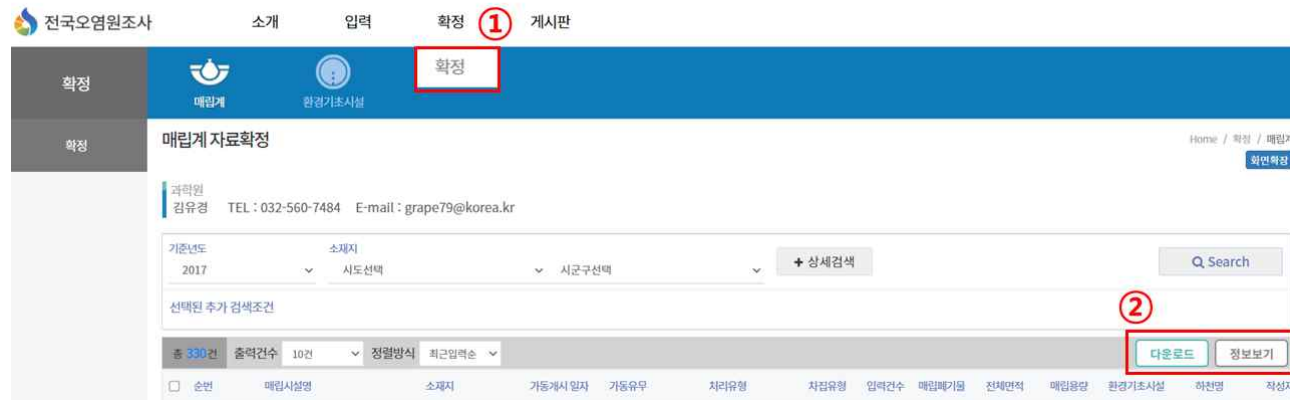 전국오염원조사 소개 입력 확정 ① 게시판
확정 매립계 환경기초시설 확정
확정 매립계 자료확정 Home / 확정 / 매립계
화면확장
과학원
김유경 TEL : 032-560-7484 E-mail : grape79@korea.kr
기준년도 소재지
2017 시도선택 시군구선택 + 상세검색 Search
선택된 추가 검색조건
②
총 330건 출력건수 10건 정렬방식 최근입력순 다운로드 정보보기
순번 매립시설명 소재지 가동개시일자 가동유무 처리유형 차집유형 입력건수 매립폐기물 전체면적 매립용량 환경기초시설 하천명 작성자